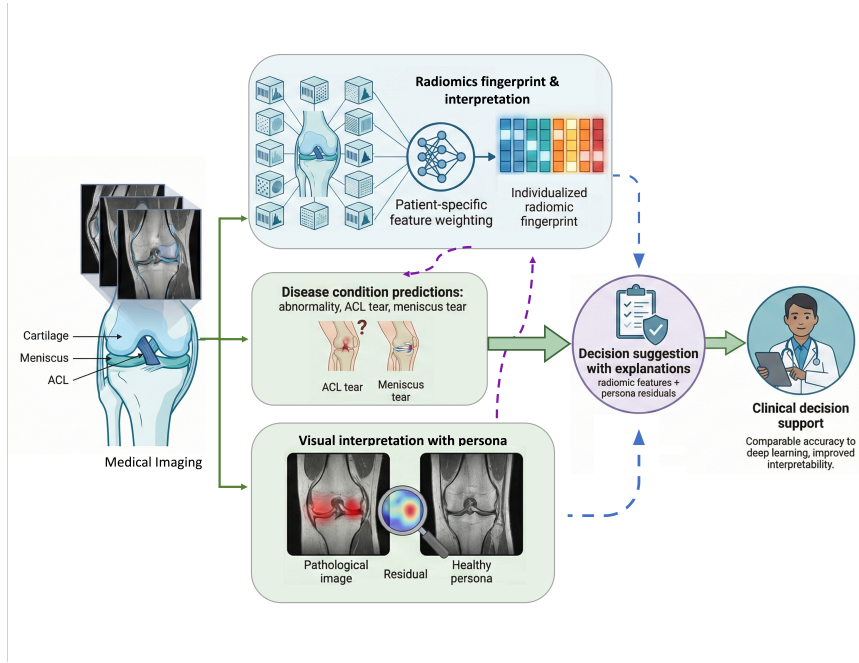 Radiomics fingerprint &
interpretation
Patient-specific
feature weighting
Individualized
radiomic
fingerprint
Cartilage
Meniscus
ACL
Medical Imaging
Disease condition predictions:
abnormality, ACL tear, meniscus tear
?
ACL tear
Meniscus
tear
Visual interpretation with persona
Pathological
image
Residual
Healthy
persona
Decision suggestion
with explanations
radiomic features +
persona residuals
Clinical decision
support
Comparable accuracy to
deep learning, improved
interpretability.